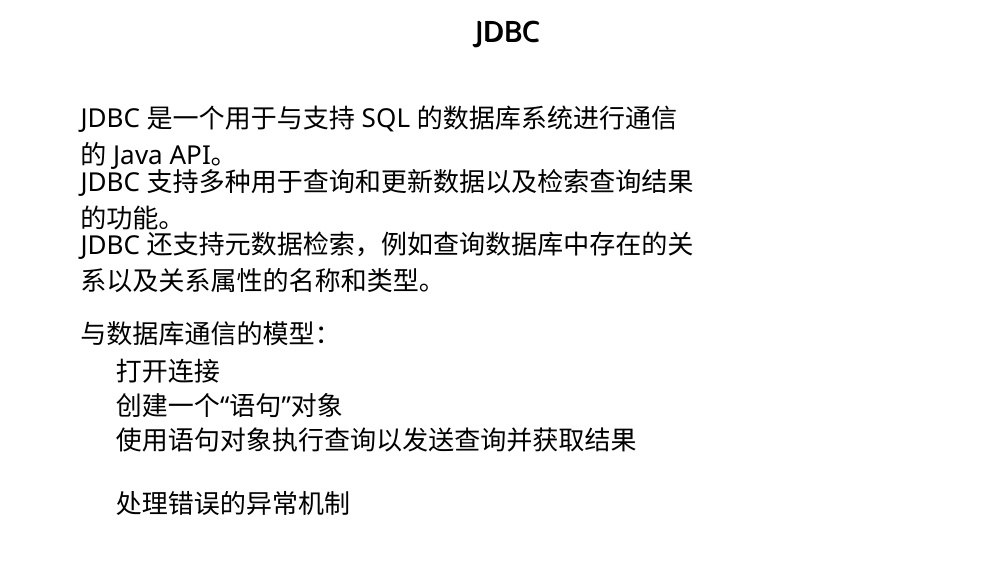 JDBC
JDBC 是一个用于与支持 SQL 的数据库系统进行通信
的 Java API。
JDBC 支持多种用于查询和更新数据以及检索查询结果
的功能。
JDBC 还支持元数据检索，例如查询数据库中存在的关
系以及关系属性的名称和类型。
与数据库通信的模型：
打开连接
创建一个“语句”对象
使用语句对象执行查询以发送查询并获取结果
处理错误的异常机制